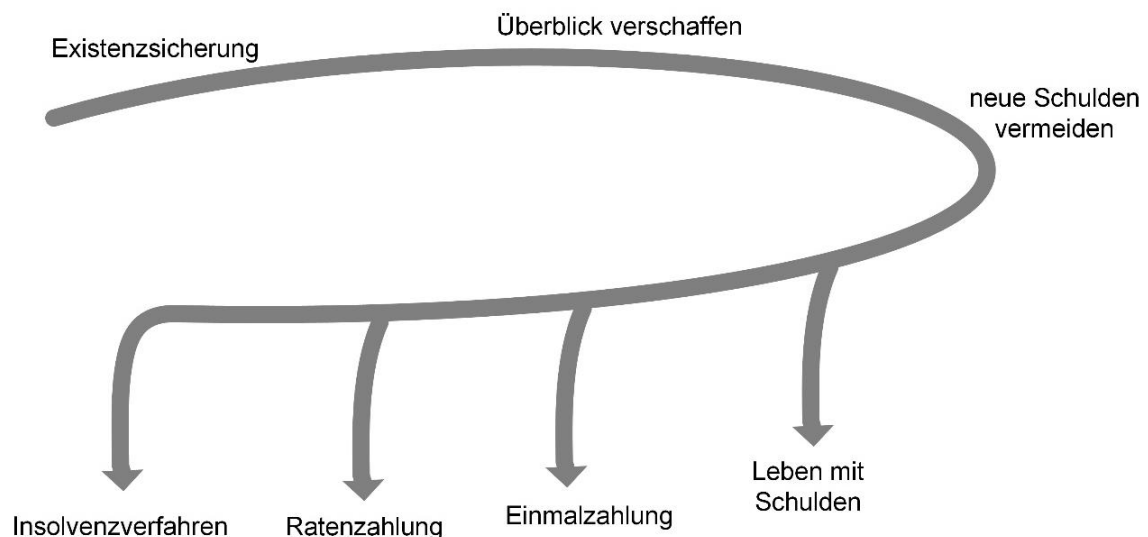 Existenzsicherung
Überblick verschaffen
neue Schulden
vermeiden
Leben mit
Schulden
Einmalzahlung
Ratenzahlung
Insolvenzverfahren